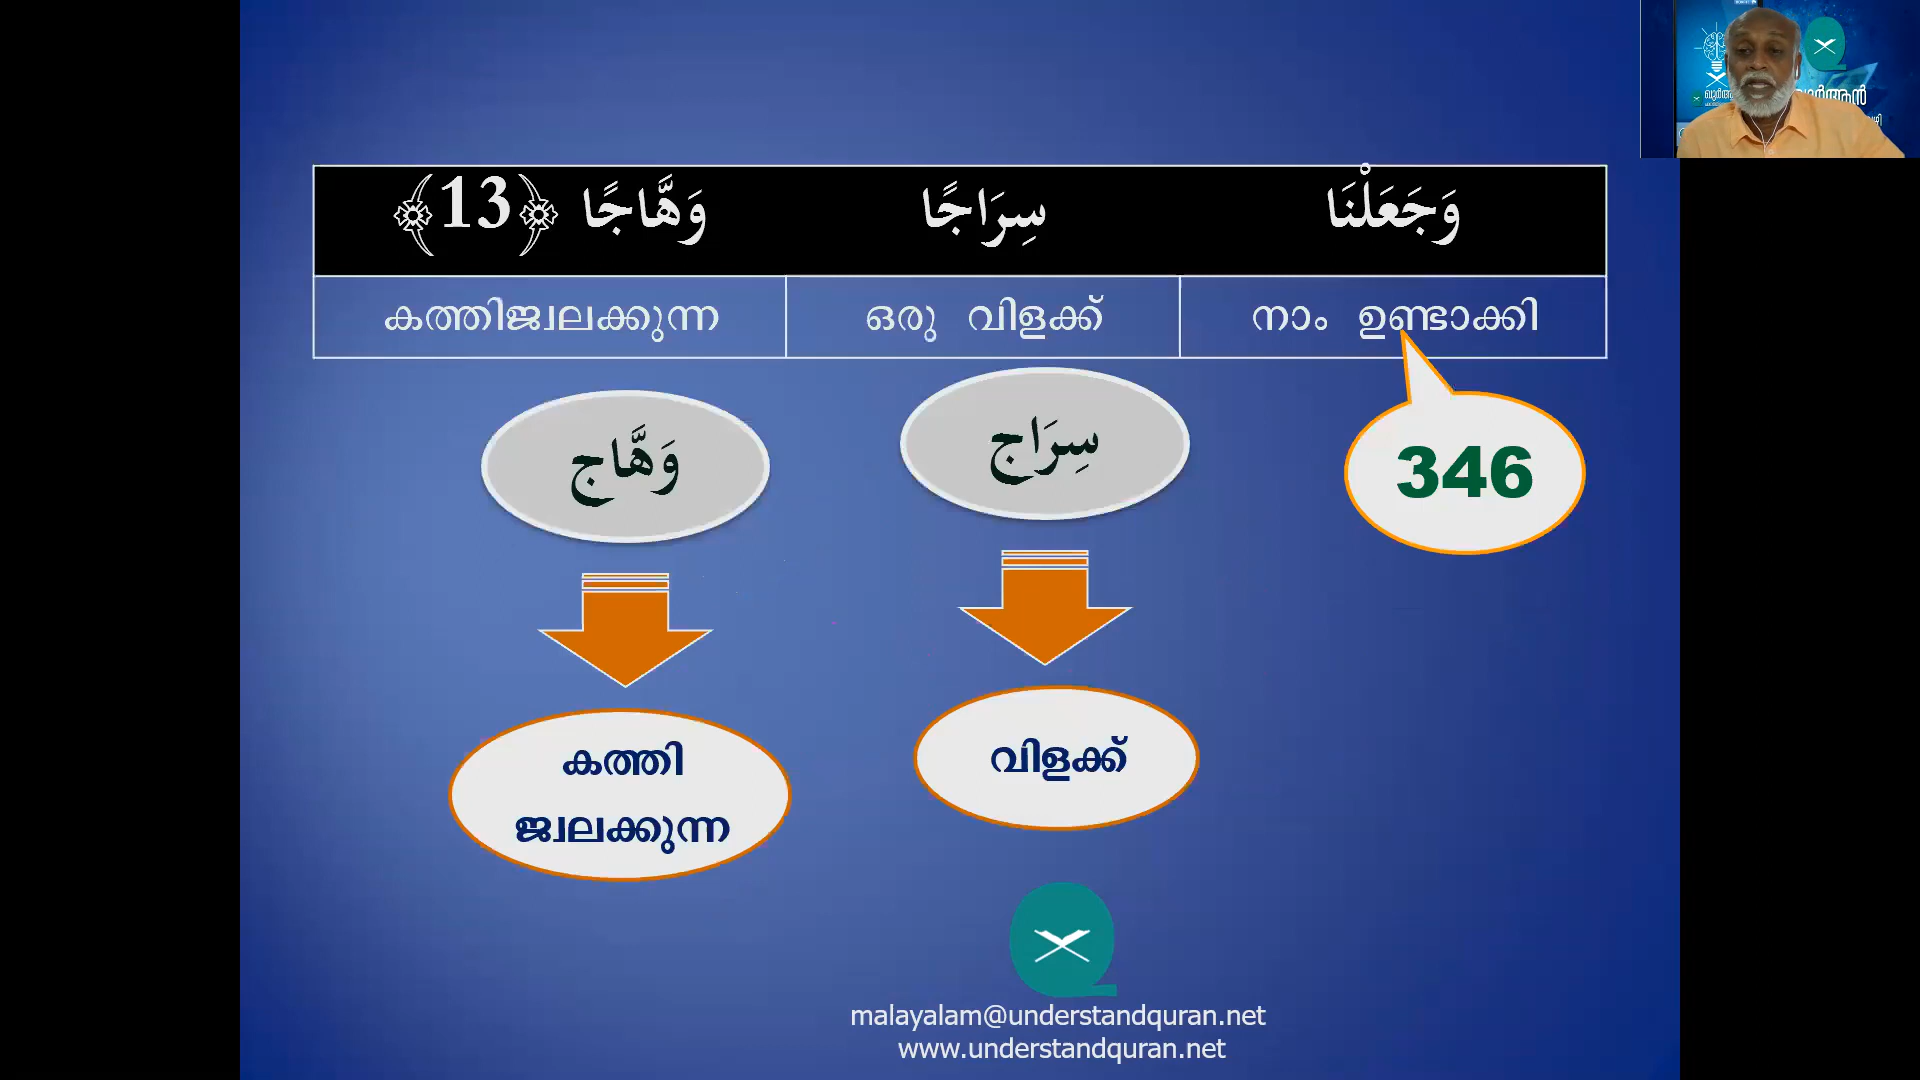 وَجَعَلْنَا سِرَاجًا وَهَّاجًا ﴿13﴾
നാം ഉണ്ടാക്കി ഒരു വിളക്ക് കത്തിജ്വലക്കുന്ന
346
سِرَاج
وَهَّاج
വിളക്ക്
കത്തി
ജ്വലക്കുന്ന
malayalam@understandquran.net
www.understandquran.net